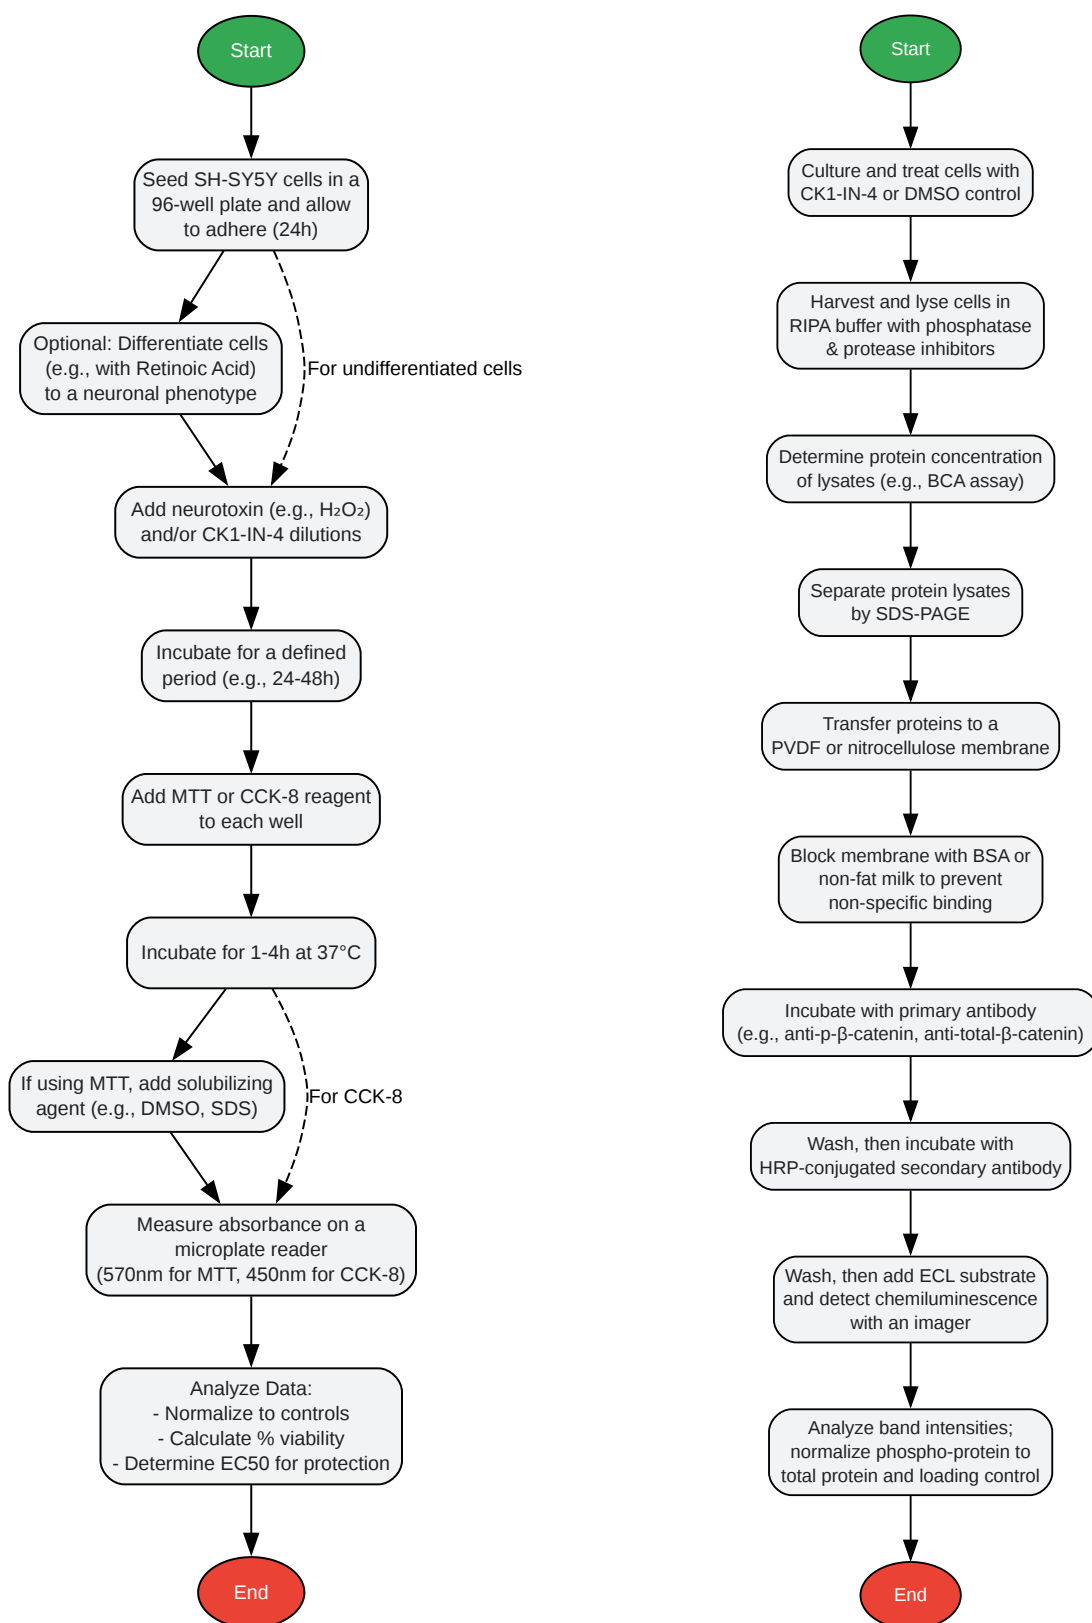 Start
Seed SH-SY5Y cells in a
96-well plate and allow
to adhere (24h)
Optional: Differentiate cells
(e.g., with Retinoic Acid)
to a neuronal phenotype
For undifferentiated cells
Add neurotoxin (e.g., H₂O₂)
and/or CK1-IN-4 dilutions
Incubate for a defined
period (e.g., 24-48h)
Add MTT or CCK-8 reagent
to each well
Incubate for 1-4h at 37°C
If using MTT, add solubilizing
agent (e.g., DMSO, SDS)
For CCK-8
Measure absorbance on a
microplate reader
(570nm for MTT, 450nm for CCK-8)
Analyze Data:
- Normalize to controls
- Calculate % viability
- Determine EC50 for protection
End
Start
Culture and treat cells with
CK1-IN-4 or DMSO control
Harvest and lyse cells in
RIPA buffer with phosphatase
& protease inhibitors
Determine protein concentration
of lysates (e.g., BCA assay)
Separate protein lysates
by SDS-PAGE
Transfer proteins to a
PVDF or nitrocellulose membrane
Block membrane with BSA or
non-fat milk to prevent
non-specific binding
Incubate with primary antibody
(e.g., anti-p-β-catenin, anti-total-β-catenin)
Wash, then incubate with
HRP-conjugated secondary antibody
Wash, then add ECL substrate
and detect chemiluminescence
with an imager
Analyze band intensities;
normalize phospho-protein to
total protein and loading control
End